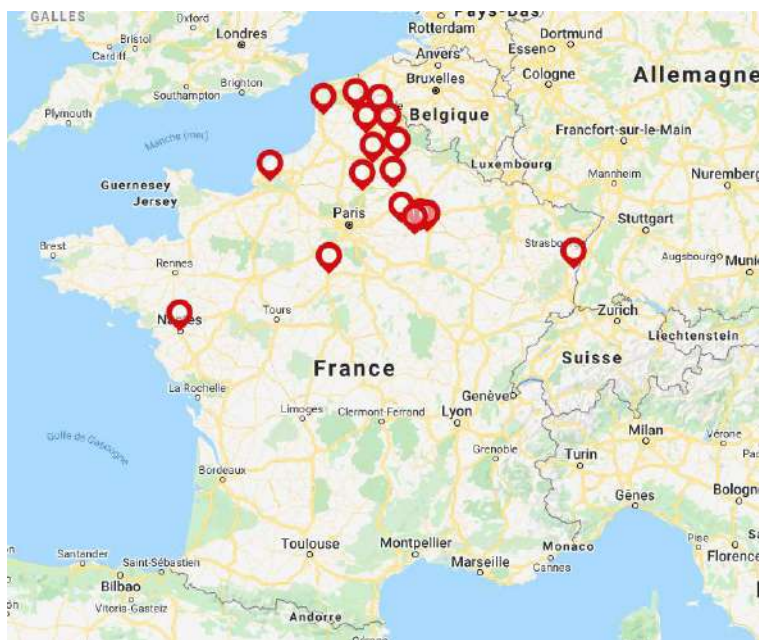 GALLES
Pays-Bas
Oxford
Londres
Bristol
Cardiff
Rotterdam
Dortmund
Essen
Anvers
Cologne
Bruxelles
Allemagne
Southampton
Brighton
Plymouth
Belgique
Manche (mer)
Francfort-sur-le-Main
Luxembourg
Mannheim
Nuremberg
Guernesey
Jersey
Paris
Stuttgart
Strasbourg
Augsbourg
Brest
Rennes
Tours
Zurich
Liechtenstein
Nantes
France
Suisse
La Rochelle
Genève
Limoges
Clermont-Ferrand
Lyon
Milan
Vérone
Grenoble
Turin
Golfe de Gascogne
Bordeaux
Bologn
Gênes
Toulouse
Montpellier
Monaco
Pise
Florence
Santander
Saint-Sébastien
Marseille
Cannes
Bilbao
Vitoria-Gasteiz
Andorre